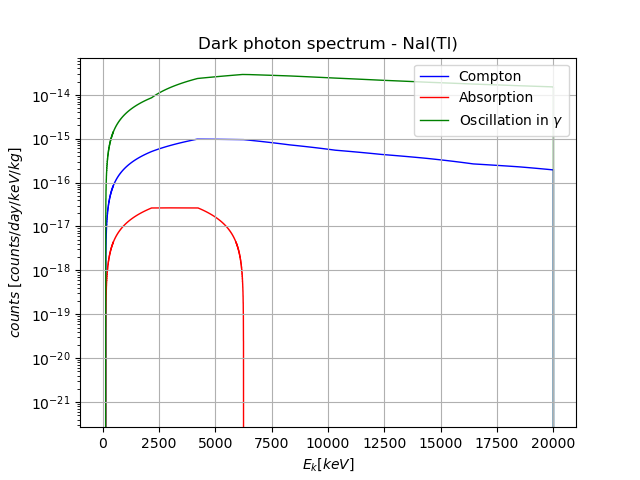 Dark photon spectrum - NaI(Tl)
Compton
Absorption
Oscillation in γ
10⁻¹⁴
10⁻¹⁵
10⁻¹⁶
10⁻¹⁷
10⁻¹⁸
10⁻¹⁹
10⁻²⁰
10⁻²¹
counts [counts/day/keV/kg]
0 2500 5000 7500 10000 12500 15000 17500 20000
Eₖ[keV]